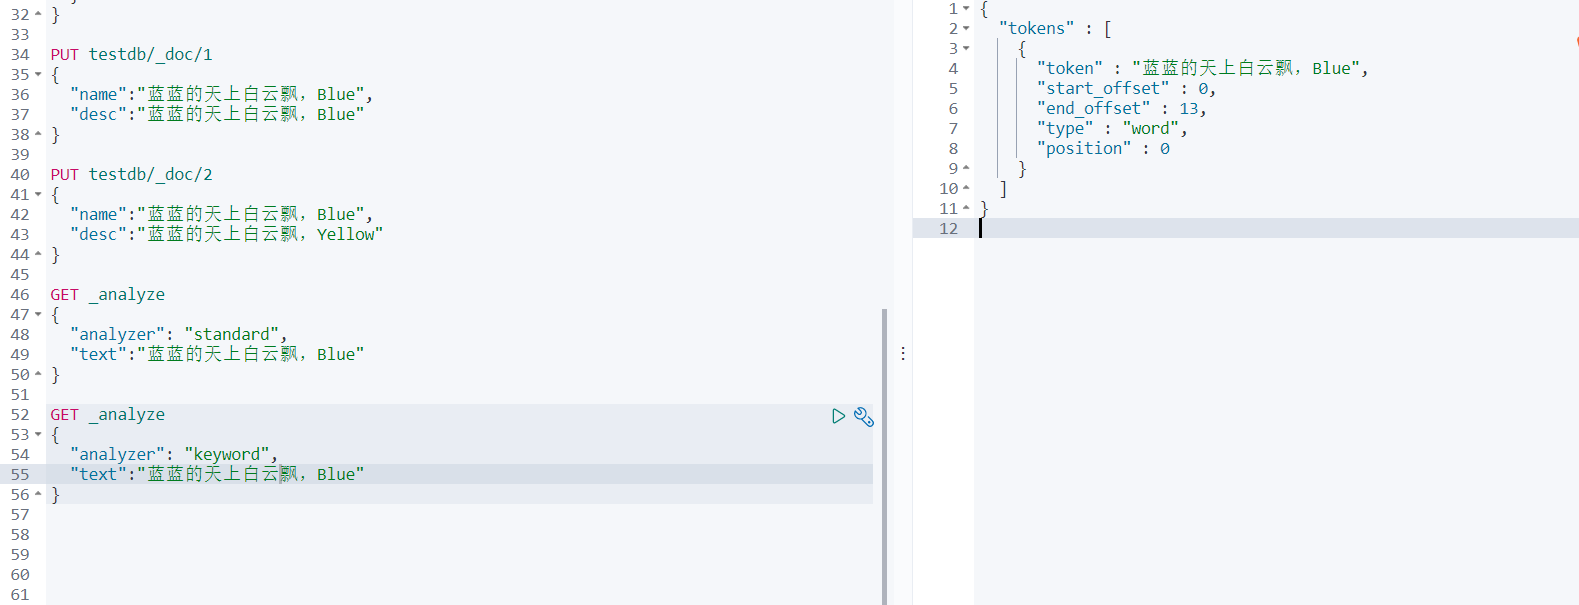 32 }
33
34 PUT testdb/_doc/1
35 {
36 "name":"蓝蓝的天上白云飘，Blue",
37 "desc":"蓝蓝的天上白云飘，Blue"
38 }
39
40 PUT testdb/_doc/2
41 {
42 "name":"蓝蓝的天上白云飘，Blue",
43 "desc":"蓝蓝的天上白云飘，Yellow"
44 }
45
46 GET _analyze
47 {
48 "analyzer": "standard",
49 "text":"蓝蓝的天上白云飘，Blue"
50 }
51
52 GET _analyze
53 {
54 "analyzer": "keyword",
55 "text":"蓝蓝的天上白云飘，Blue"
56 }
57
58
59
60
61
1 {
2 "tokens" : [
3 {
4 "token" : "蓝蓝的天上白云飘，Blue",
5 "start_offset" : 0,
6 "end_offset" : 13,
7 "type" : "word",
8 "position" : 0
9 }
10 ]
11 }
12